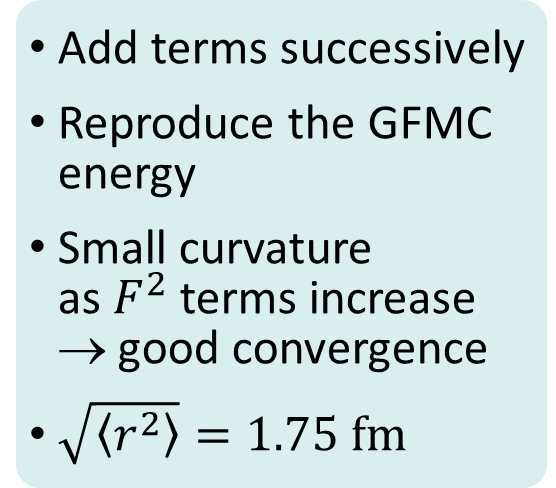 • Add terms successively
• Reproduce the GFMC
energy
• Small curvature
as F² terms increase
→ good convergence
• √⟨r²⟩ = 1.75 fm